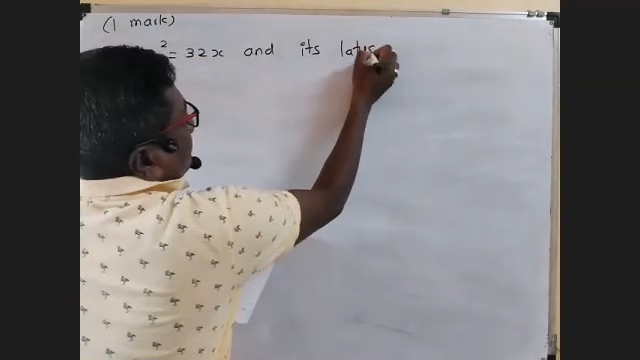 (1 mark)
² = 32x and its latus